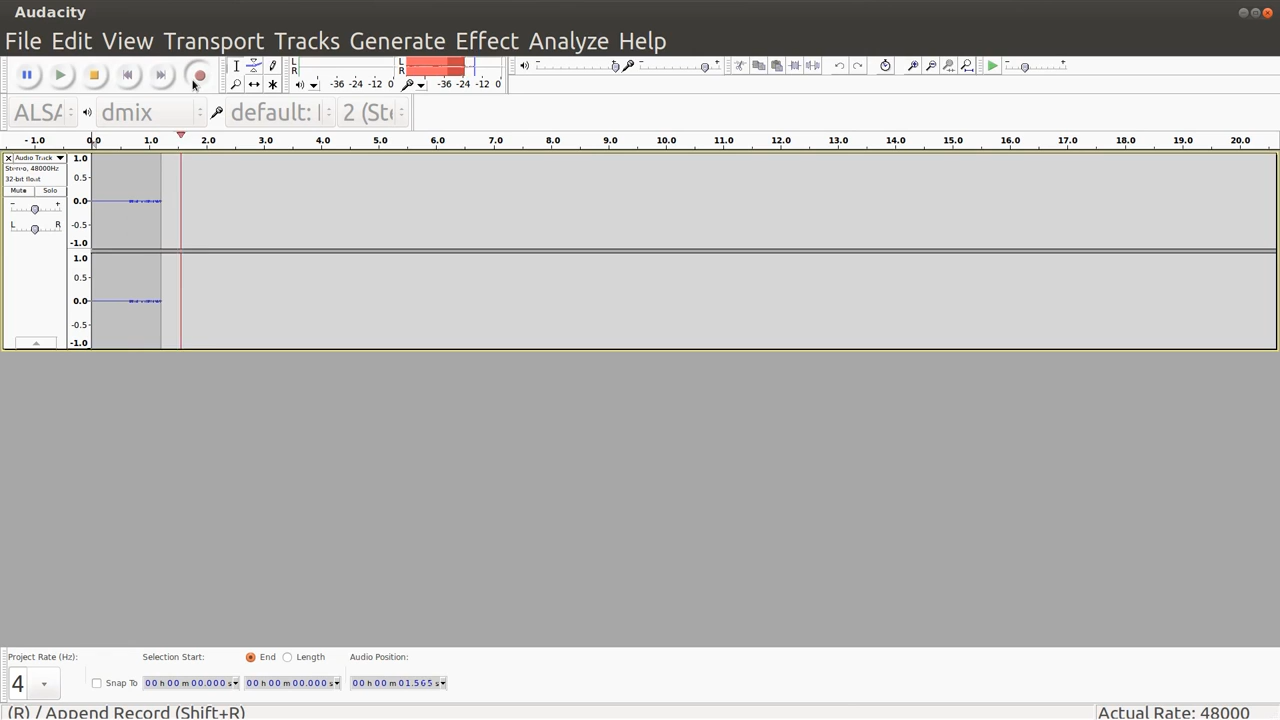 Audacity
File Edit View Transport Tracks Generate Effect Analyze Help
L
R
-36 -24 -12 0
L
R
-36 -24 -12 0
ALSA dmix default: 2 (Ste
- 1.0 0.0 1.0 2.0 3.0 4.0 5.0 6.0 7.0 8.0 9.0 10.0 11.0 12.0 13.0 14.0 15.0 16.0 17.0 18.0 19.0 20.0
Audio Track
Stereo, 48000Hz
32-bit float
Mute Solo
- +
L R
1.0
0.5
0.0
-0.5
-1.0
1.0
0.5
0.0
-0.5
-1.0
Project Rate (Hz): Selection Start: End Length Audio Position:
4 Snap To 00 h 00 m 00.000 s 00 h 00 m 00.000 s 00 h 00 m 01.565 s
(R) / Append Record (Shift+R) Actual Rate: 48000